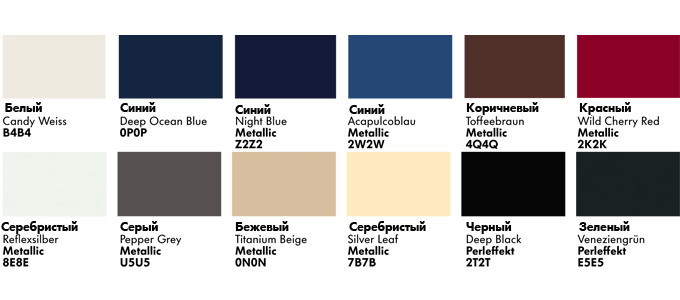 Белый
Candy Weiss
B4B4
Синий
Deep Ocean Blue
0P0P
Синий
Night Blue
Metallic
Z2Z2
Синий
Acapulcoblau
Metallic
2W2W
Коричневый
Toffeebraun
Metallic
4Q4Q
Красный
Wild Cherry Red
Metallic
2K2K
Серебристый
Reflexsilber
Metallic
8E8E
Серый
Pepper Grey
Metallic
U5U5
Бежевый
Titanium Beige
Metallic
0N0N
Серебристый
Silver Leaf
Metallic
7B7B
Черный
Deep Black
Perleffekt
2T2T
Зеленый
Veneziengrün
Perleffekt
E5E5